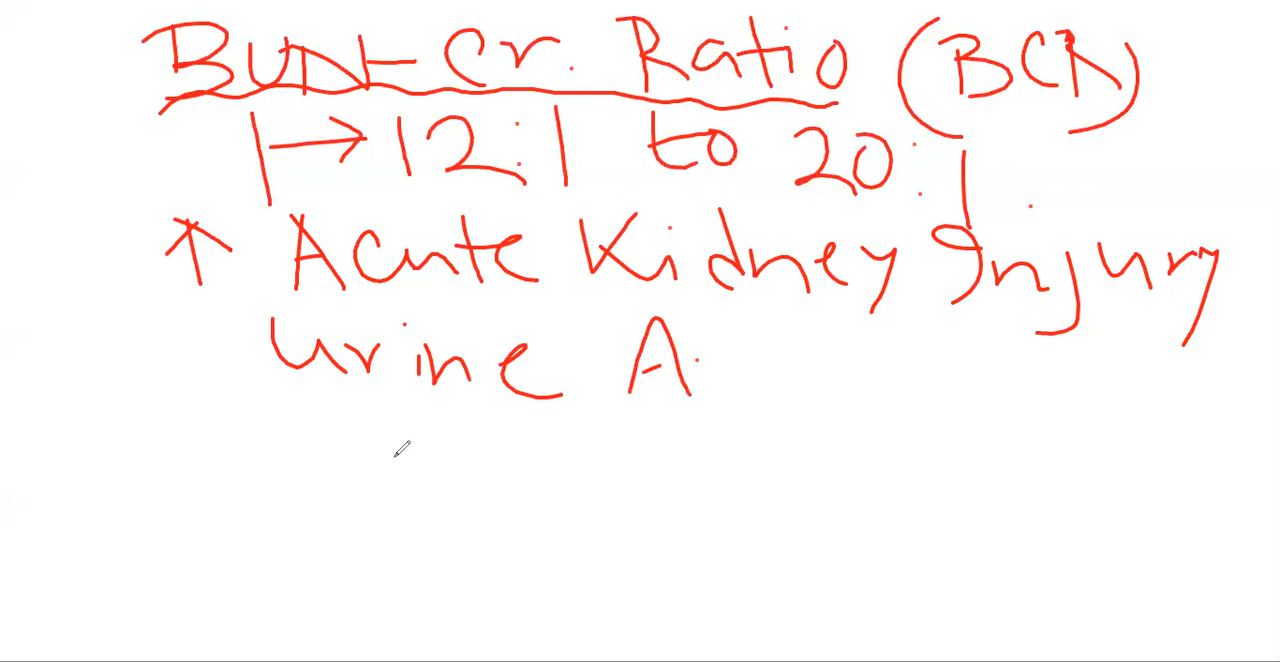 BUN-Cr. Ratio (BCR)
|→ 12:1 to 20:1
↑ Acute Kidney Injury
Urine A